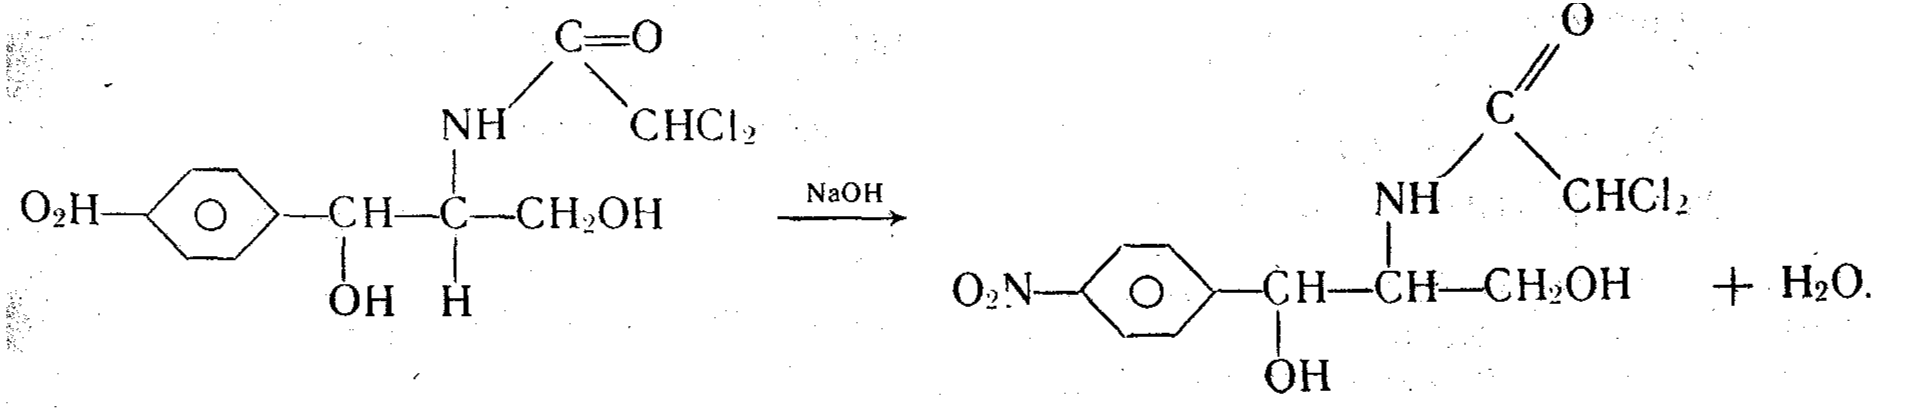 C=O
NH CHCl₂
O₂H CH C CH₂OH
OH H
NaOH
O
C
NH CHCl₂
O₂N CH CH CH₂OH + H₂O.
OH